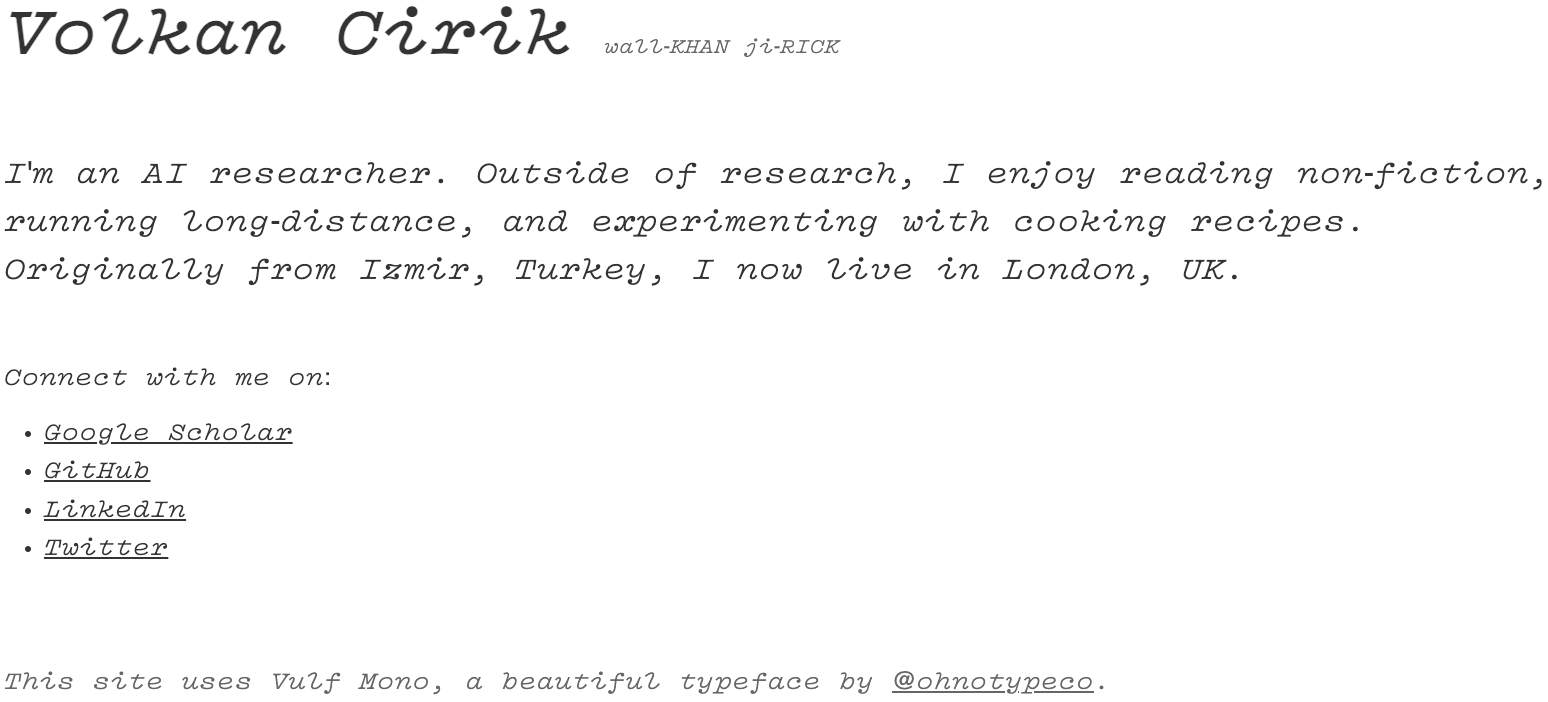 Volkan Cirik wall-KHAN ji-RICK
I'm an AI researcher. Outside of research, I enjoy reading non-fiction,
running long-distance, and experimenting with cooking recipes.
Originally from Izmir, Turkey, I now live in London, UK.
Connect with me on:
• Google Scholar
• GitHub
• LinkedIn
• Twitter
This site uses Vulf Mono, a beautiful typeface by @ohnotypeco.